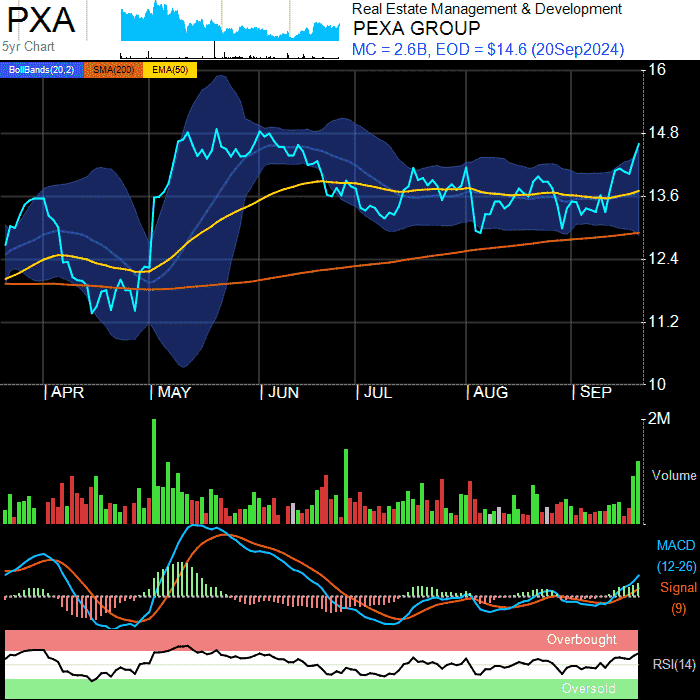 PXA
5yr Chart
Real Estate Management & Development
PEXA GROUP
MC = 2.6B, EOD = $14.6 (20Sep2024)
BollBands(20,2) SMA(200) EMA(50)
16
14.8
13.6
12.4
11.2
10
APR MAY JUN JUL AUG SEP
2M
Volume
MACD
(12-26)
Signal
(9)
Overbought
RSI(14)
Oversold